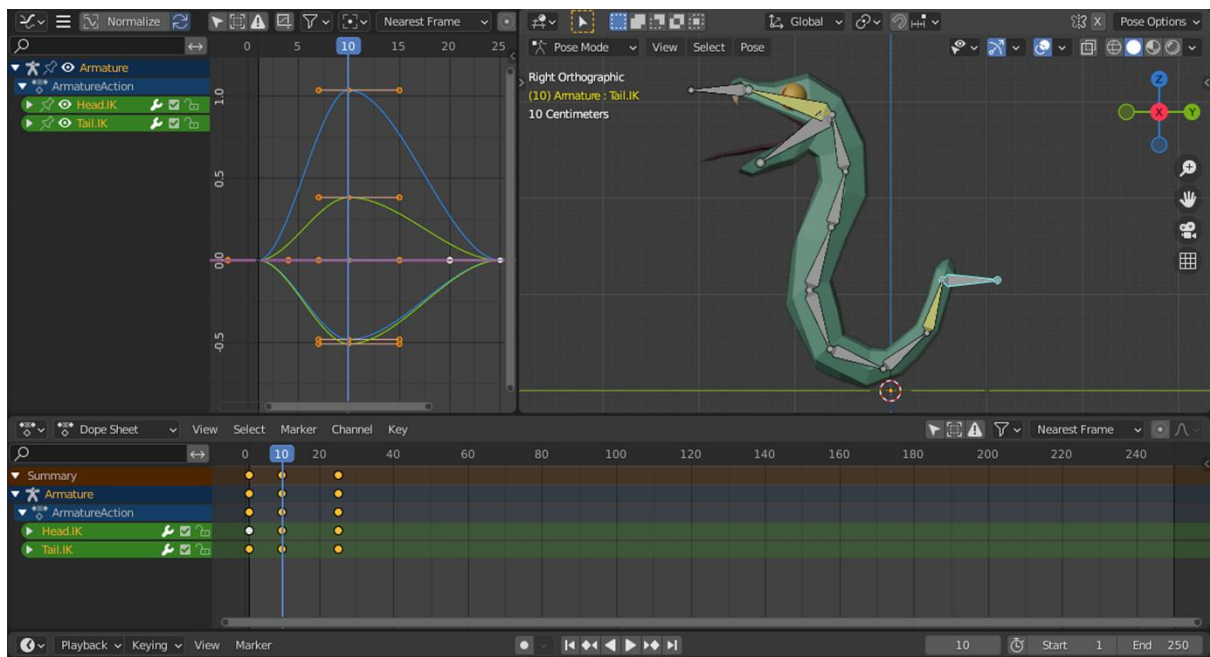 Normalize Nearest Frame
0 5 10 15 20 25
Armature
ArmatureAction
Head.IK
Tail.IK
1.0
0.5
0.0
-0.5
Global X Pose Options
Pose Mode View Select Pose
Right Orthographic
(10) Armature : Tail.IK
10 Centimeters
Z
X
Y
Dope Sheet View Select Marker Channel Key Nearest Frame
0 10 20 40 60 80 100 120 140 160 180 200 220 240
Summary
Armature
ArmatureAction
Head.IK
Tail.IK
Playback Keying View Marker 10 Start 1 End 250